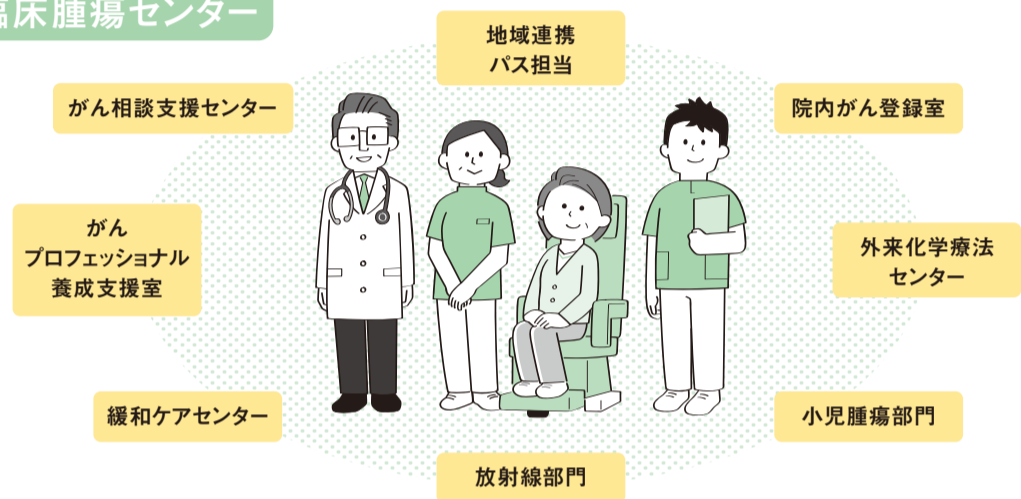 臨床腫瘍センター
地域連携
パス担当
がん相談支援センター
院内がん登録室
がん
プロフェッショナル
養成支援室
外来化学療法
センター
緩和ケアセンター
小児腫瘍部門
放射線部門